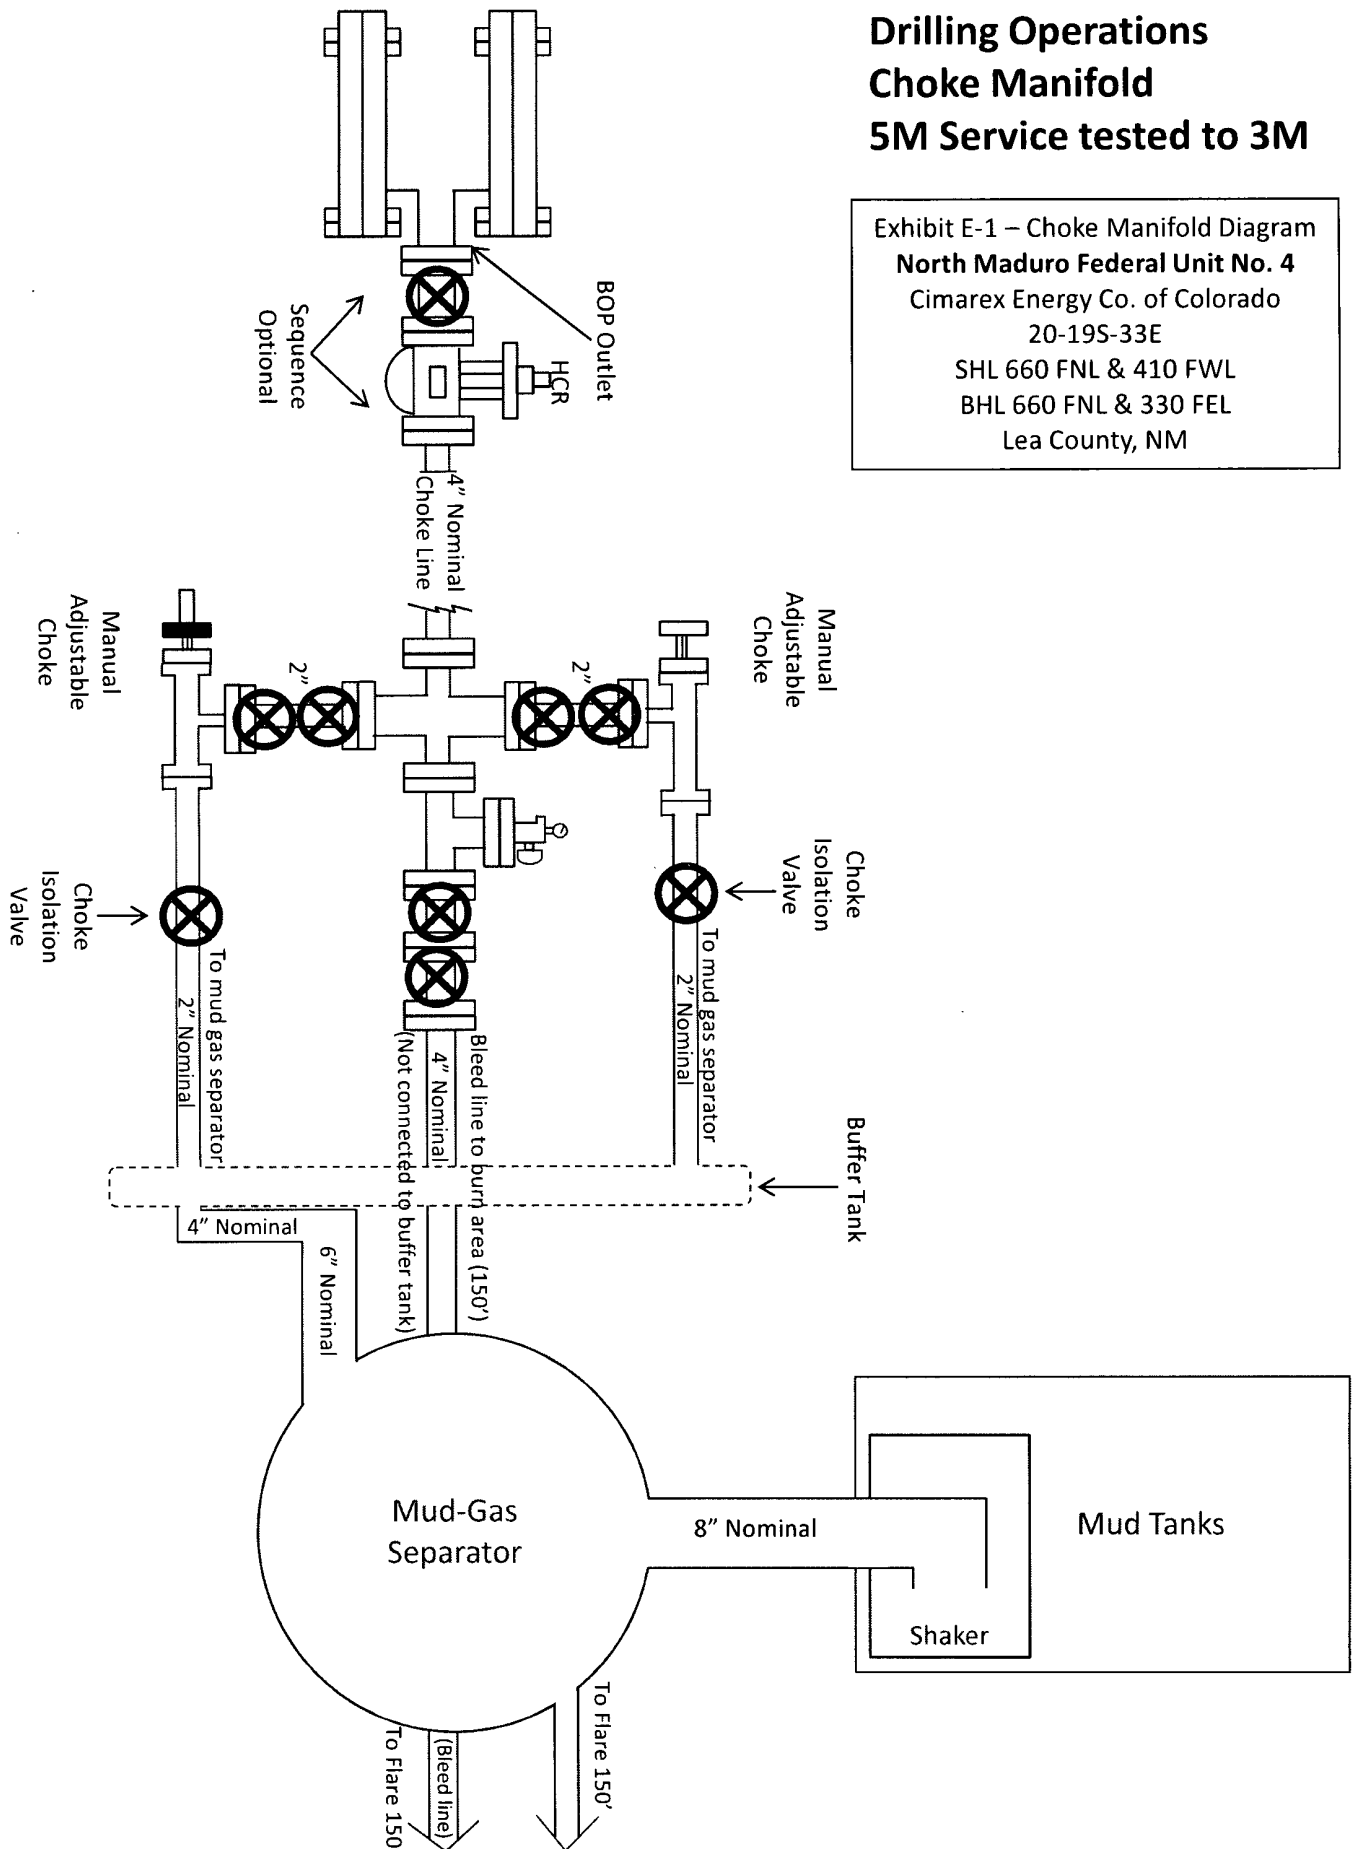 Drilling Operations
Choke Manifold
5M Service tested to 3M
Exhibit E-1 – Choke Manifold Diagram
North Maduro Federal Unit No. 4
Cimarex Energy Co. of Colorado
20-19S-33E
SHL 660 FNL & 410 FWL
BHL 660 FNL & 330 FEL
Lea County, NM
BOP Outlet
HCR
Sequence
Optional
4” Nominal
Choke Line
Manual
Adjustable
Choke
2”
2”
Manual
Adjustable
Choke
Choke
Isolation
Valve
Choke
Isolation
Valve
To mud gas separator
2” Nominal
Bleed line to burn area (150’)
4” Nominal
(Not connected to buffer tank)
To mud gas separator
2” Nominal
Buffer Tank
4” Nominal
6” Nominal
Mud-Gas
Separator
8” Nominal
Mud Tanks
Shaker
To Flare 150’
(Bleed line)
To Flare 150